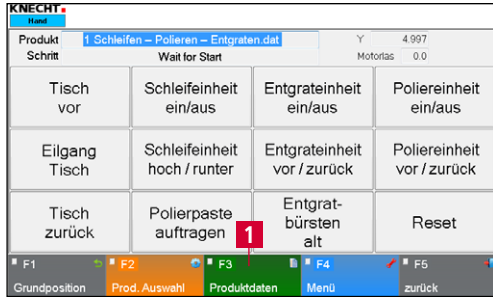 KNECHT
Hand
Produkt 1 Schleifen – Polieren – Entgraten.dat Y 4.997
Schritt Wait for Start Motorlas 0.0
Tisch vor
Schleifeinheit ein/aus
Entgrateinheit ein/aus
Poliereinheit ein/aus
Eilgang Tisch
Schleifeinheit hoch / runter
Entgrateinheit vor / zurück
Poliereinheit vor / zurück
Tisch zurück
Polierpaste auftragen
Entgrat-bürsten alt
Reset
1
F1 F2 F3 F4 F5
Grundposition Prod. Auswahl Produktdaten Menü zurück